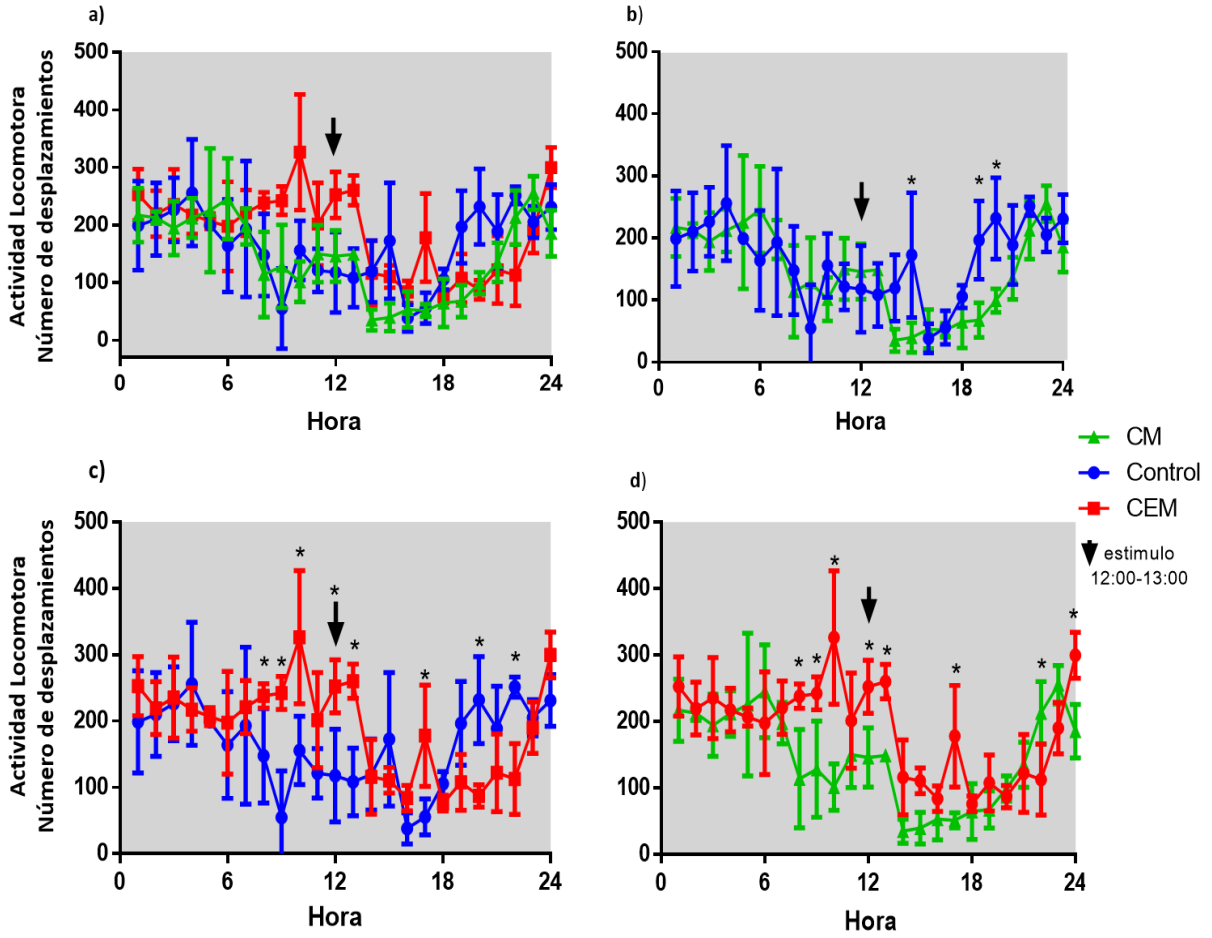 a)
Actividad Locomotora
Número de desplazamientos
500
400
300
200
100
0
0 6 12 18 24
Hora
b)
500
400
300
200
100
0
* * *
0 6 12 18 24
Hora
CM
Control
CEM
estimulo
12:00-13:00
c)
Actividad Locomotora
Número de desplazamientos
500
400
300
200
100
0
* * * * * * * *
0 6 12 18 24
Hora
d)
500
400
300
200
100
0
* * * * * * * *
0 6 12 18 24
Hora